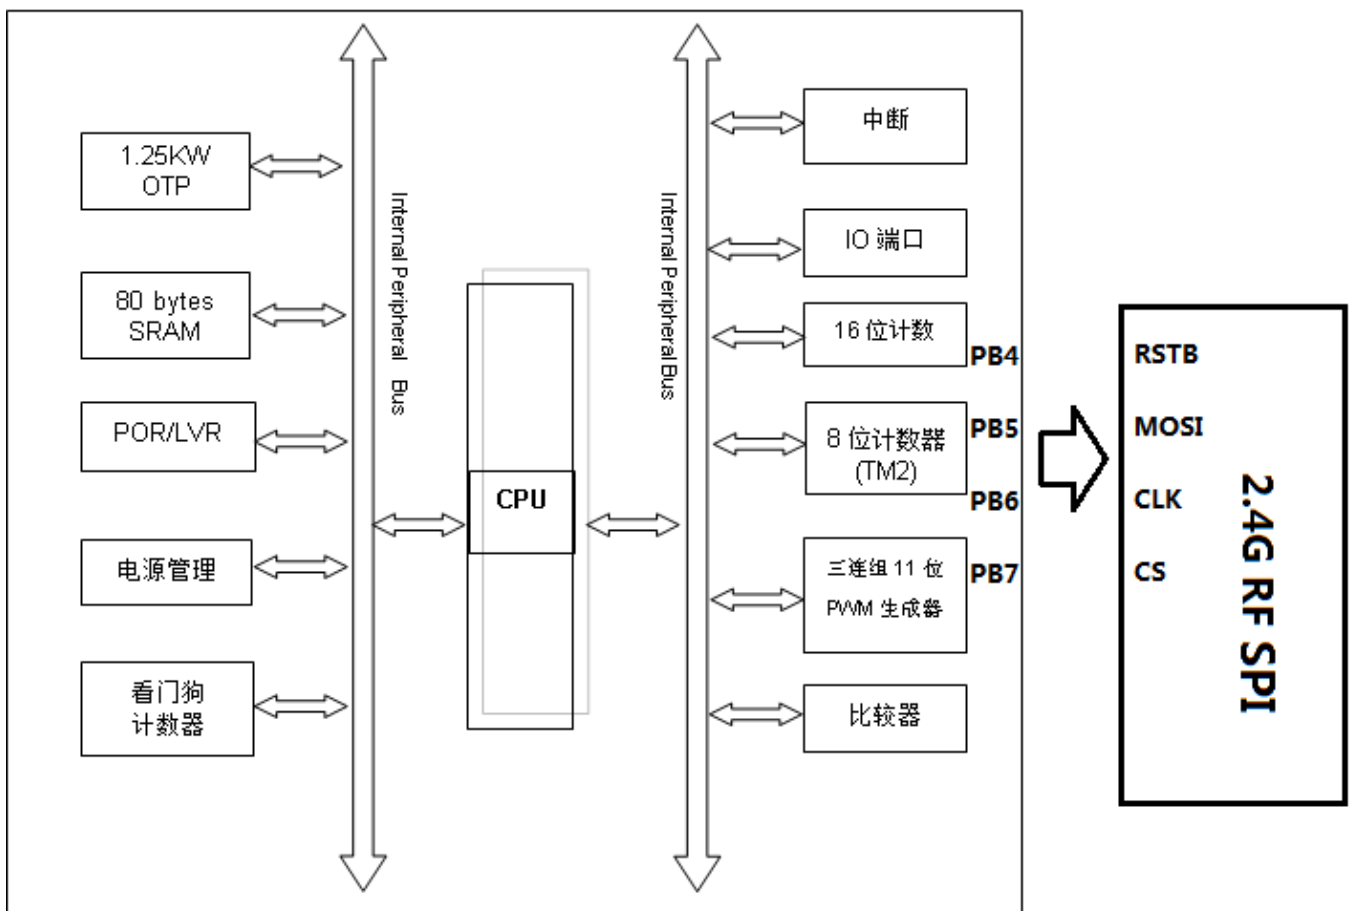 1.25KW
OTP
80 bytes
SRAM
POR/LVR
电源管理
看门狗
计数器
Internal Peripheral Bus
CPU
Internal Peripheral Bus
中断
IO 端口
16 位计数
8 位计数器
(TM2)
三连组 11 位
PWM 生成器
比较器
PB4
PB5
PB6
PB7
RSTB
MOSI
CLK
CS
2.4G RF SPI